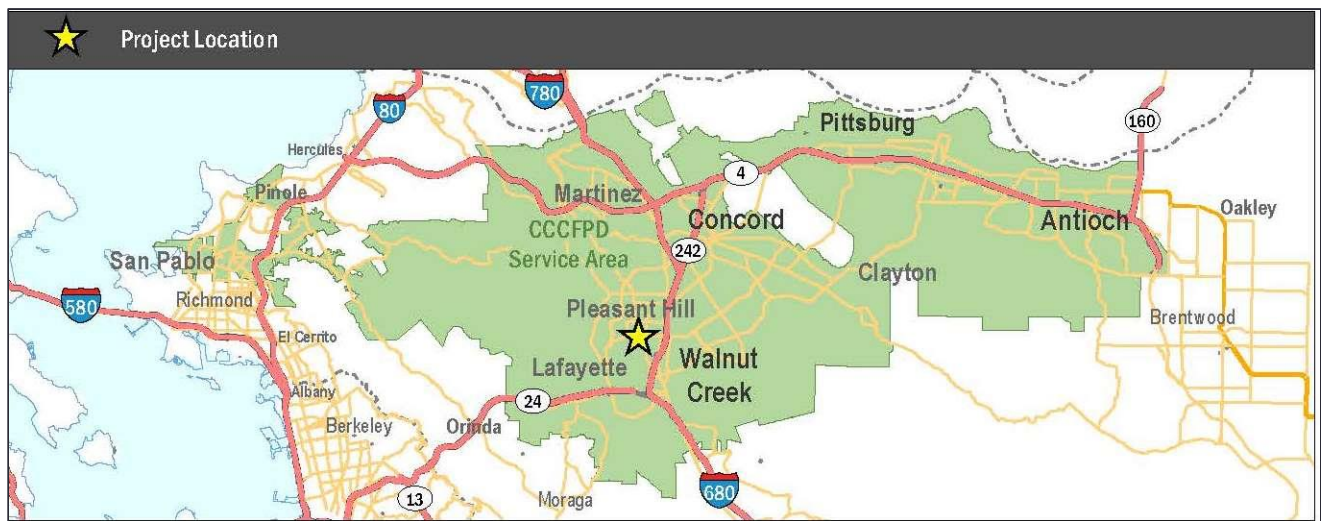 Project Location
780
80
160
Pittsburg
Hercules
4
Pinole
Martinez
Concord
Antioch
Oakley
CCCFPD
Service Area
242
San Pablo
Clayton
Richmond
580
Pleasant Hill
Brentwood
El Cerrito
Walnut
Creek
Lafayette
Albany
24
Berkeley
Orinda
680
13
Moraga